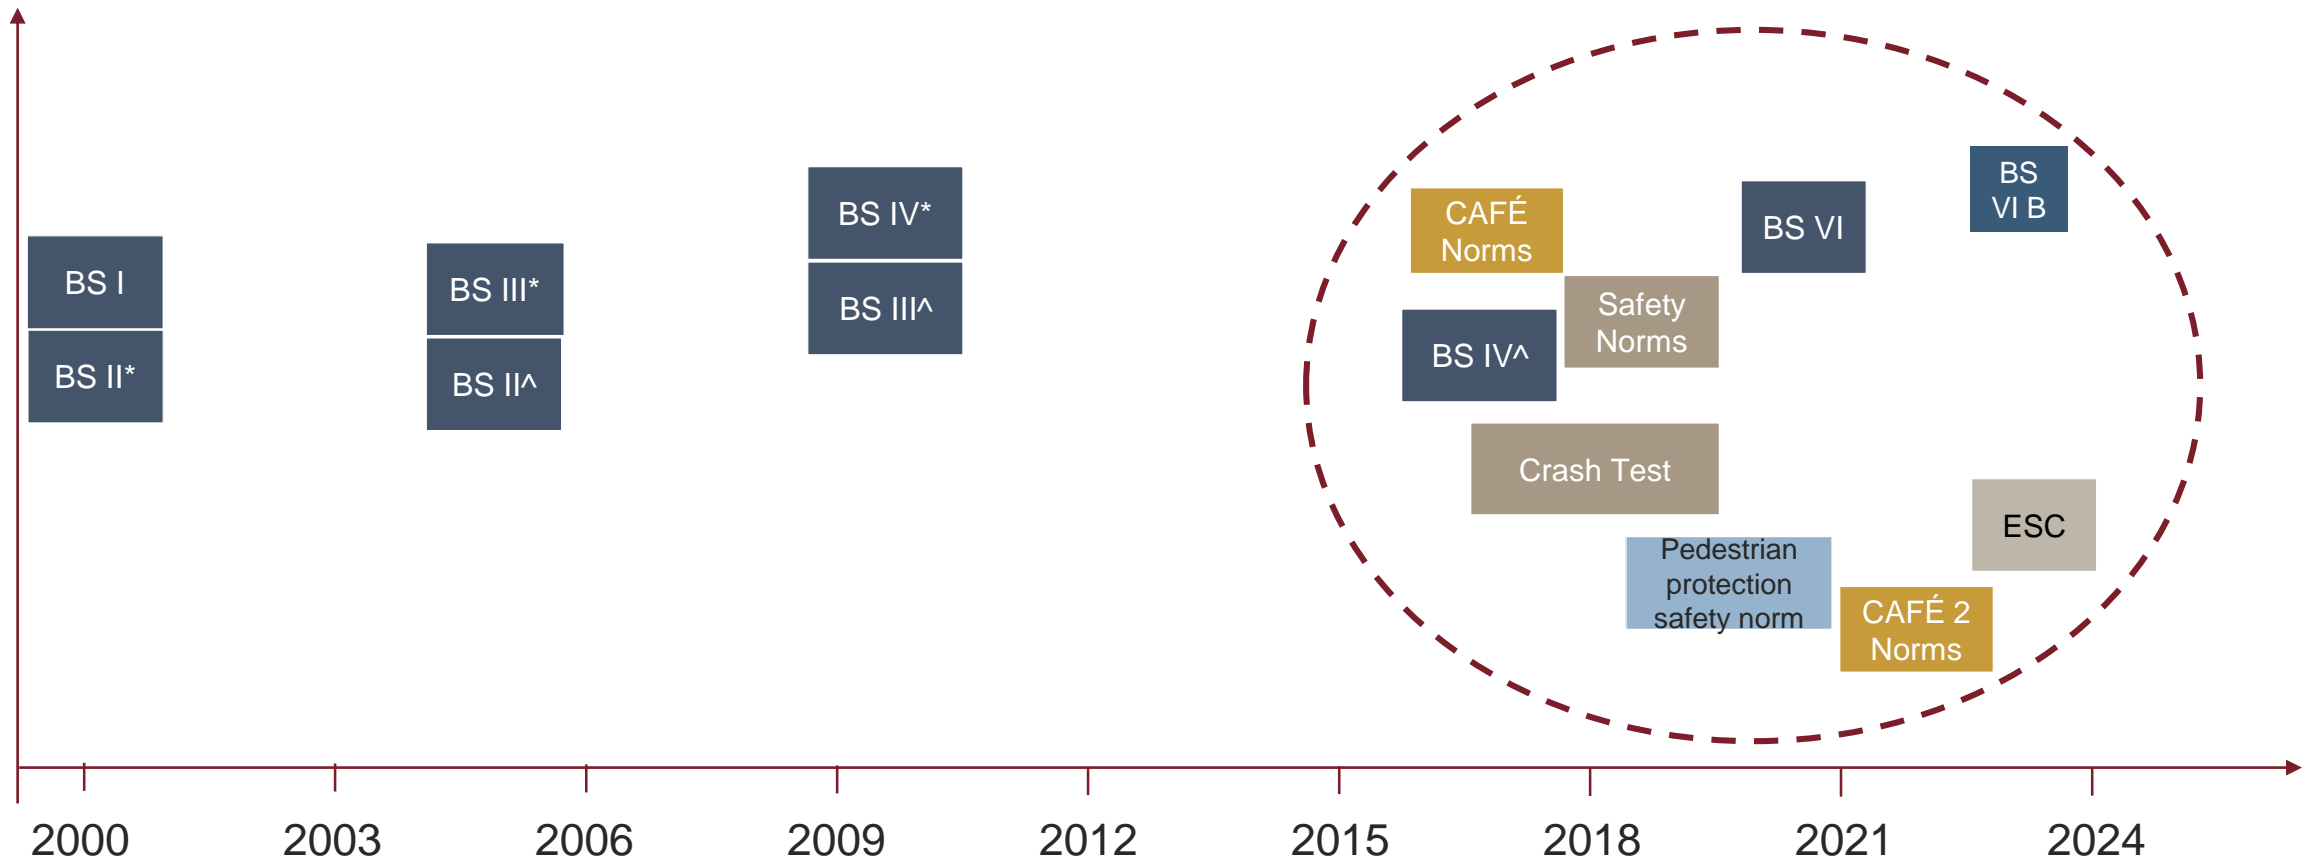 BS I
BS II*
BS III*
BS II^
BS IV*
BS III^
CAFÉ
Norms
BS IV^
Safety
Norms
Crash Test
Pedestrian
protection
safety norm
BS VI
CAFÉ 2
Norms
BS
VI B
ESC
2000
2003
2006
2009
2012
2015
2018
2021
2024